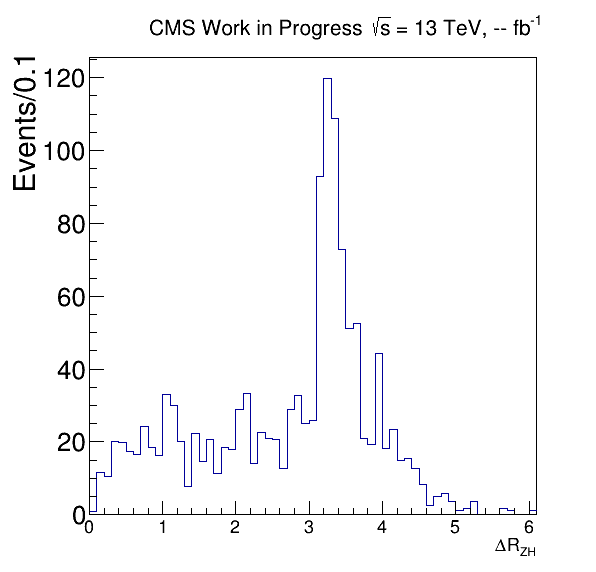 CMS Work in Progress √s = 13 TeV, -- fb⁻¹
Events/0.1
120
100
80
60
40
20
0
0 1 2 3 4 5 6
ΔR_ZH